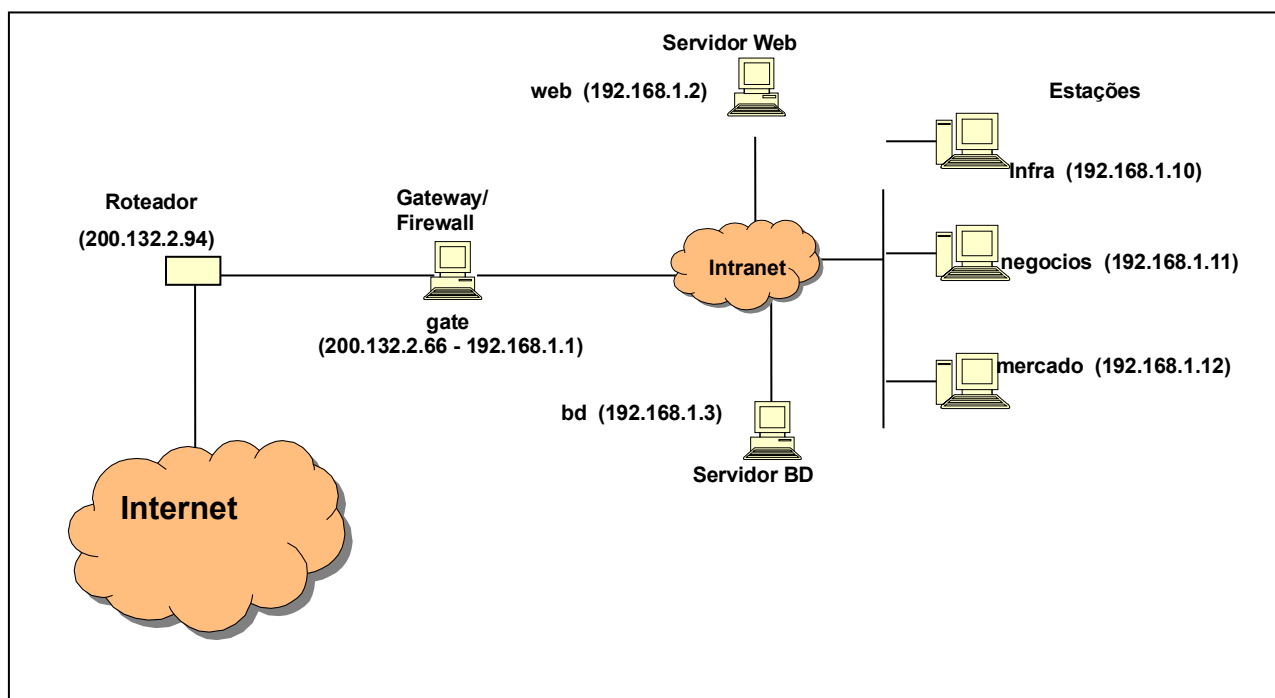 Servidor Web
web (192.168.1.2)
Estações
Infra (192.168.1.10)
Roteador
(200.132.2.94)
Gateway/
Firewall
Intranet
negocios (192.168.1.11)
gate
(200.132.2.66 - 192.168.1.1)
mercado (192.168.1.12)
bd (192.168.1.3)
Servidor BD
Internet